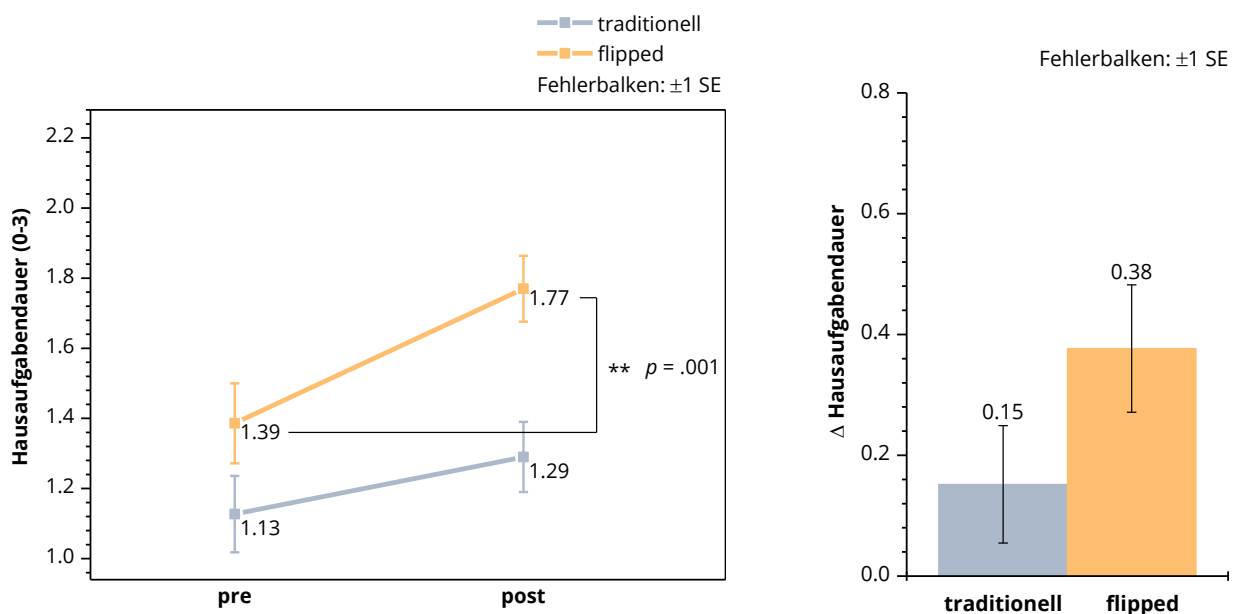 traditionell
flipped
Fehlerbalken: ±1 SE
Hausaufgabendauer (0-3)
2.2
2.0
1.8
1.6
1.4
1.2
1.0
1.77
** p = .001
1.39
1.29
1.13
pre post
Fehlerbalken: ±1 SE
Δ Hausaufgabendauer
0.8
0.6
0.4
0.2
0.0
0.38
0.15
traditionell flipped